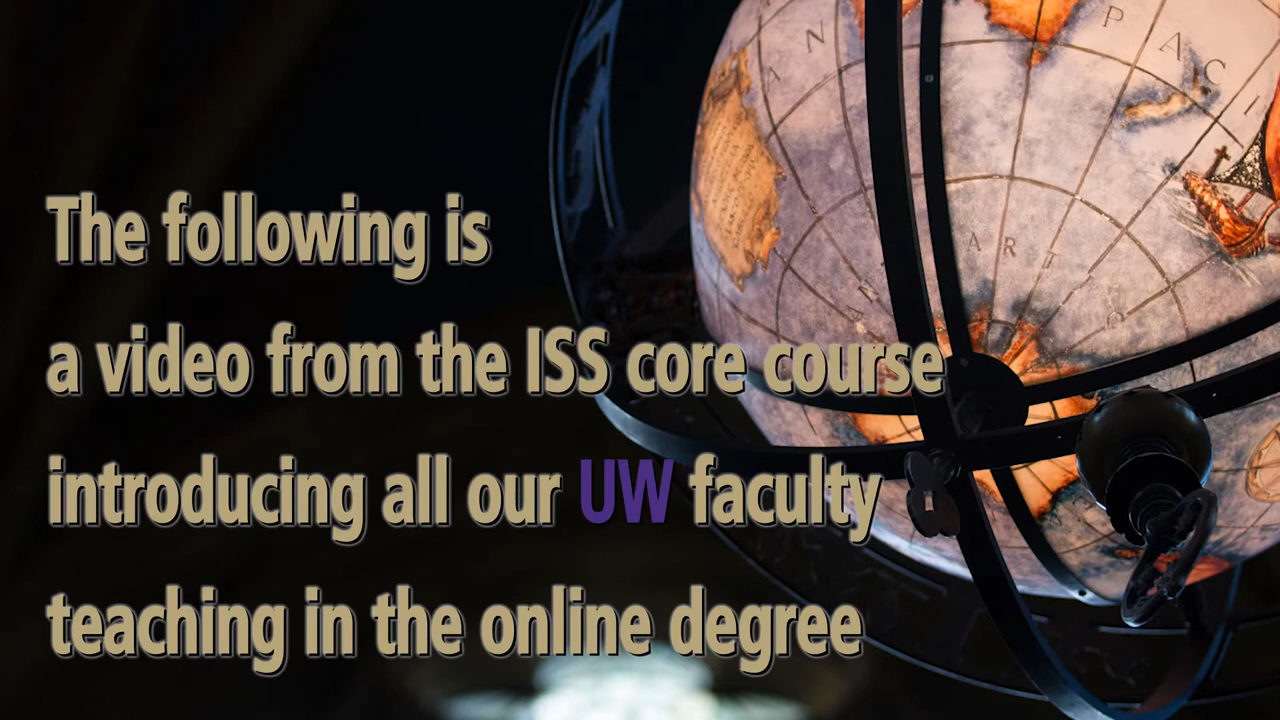 The following is
a video from the ISS core course
introducing all our UW faculty
teaching in the online degree